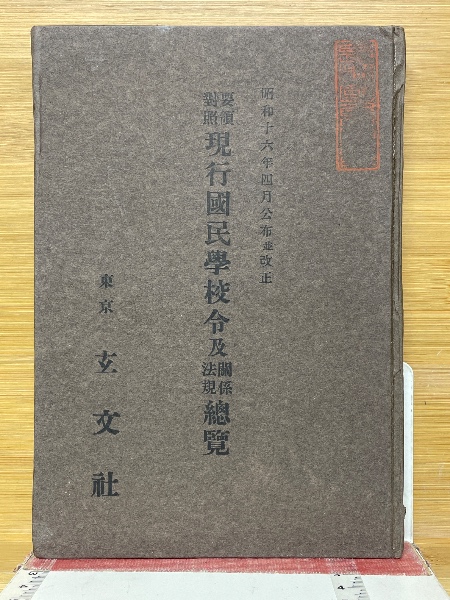 昭和十六年四月公布並改正
要領對照 現行國民學校令及關係法規總覽
東京 玄文社